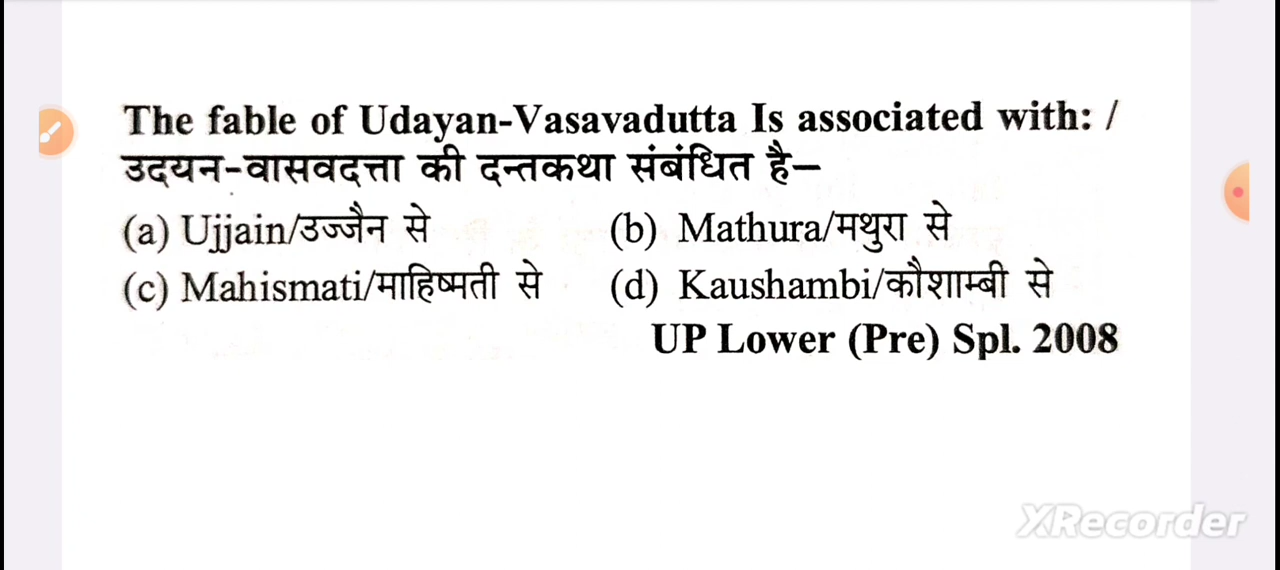 The fable of Udayan-Vasavadutta Is associated with: /
उदयन-वासवदत्ता की दन्तकथा संबंधित है–
(a) Ujjain/उज्जैन से (b) Mathura/मथुरा से
(c) Mahismati/माहिष्मती से (d) Kaushambi/कौशाम्बी से
UP Lower (Pre) Spl. 2008
XRecorder